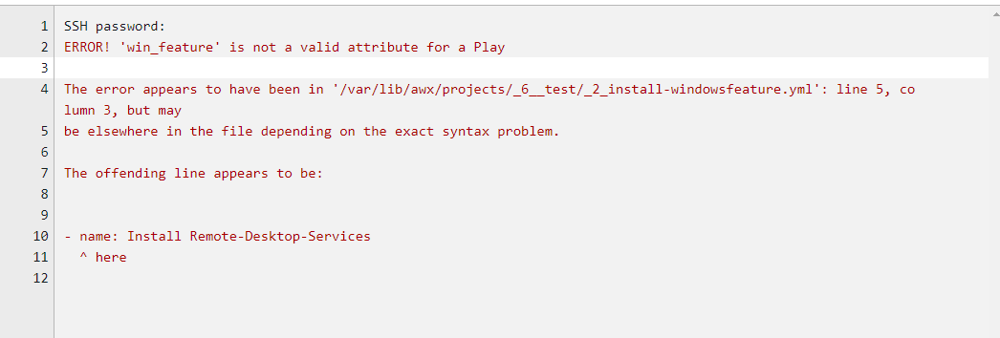 1 SSH password:
2 ERROR! 'win_feature' is not a valid attribute for a Play
3
4 The error appears to have been in '/var/lib/awx/projects/_6__test/_2_install-windowsfeature.yml': line 5, co
lumn 3, but may
5 be elsewhere in the file depending on the exact syntax problem.
6
7 The offending line appears to be:
8
9
10 - name: Install Remote-Desktop-Services
11   ^ here
12